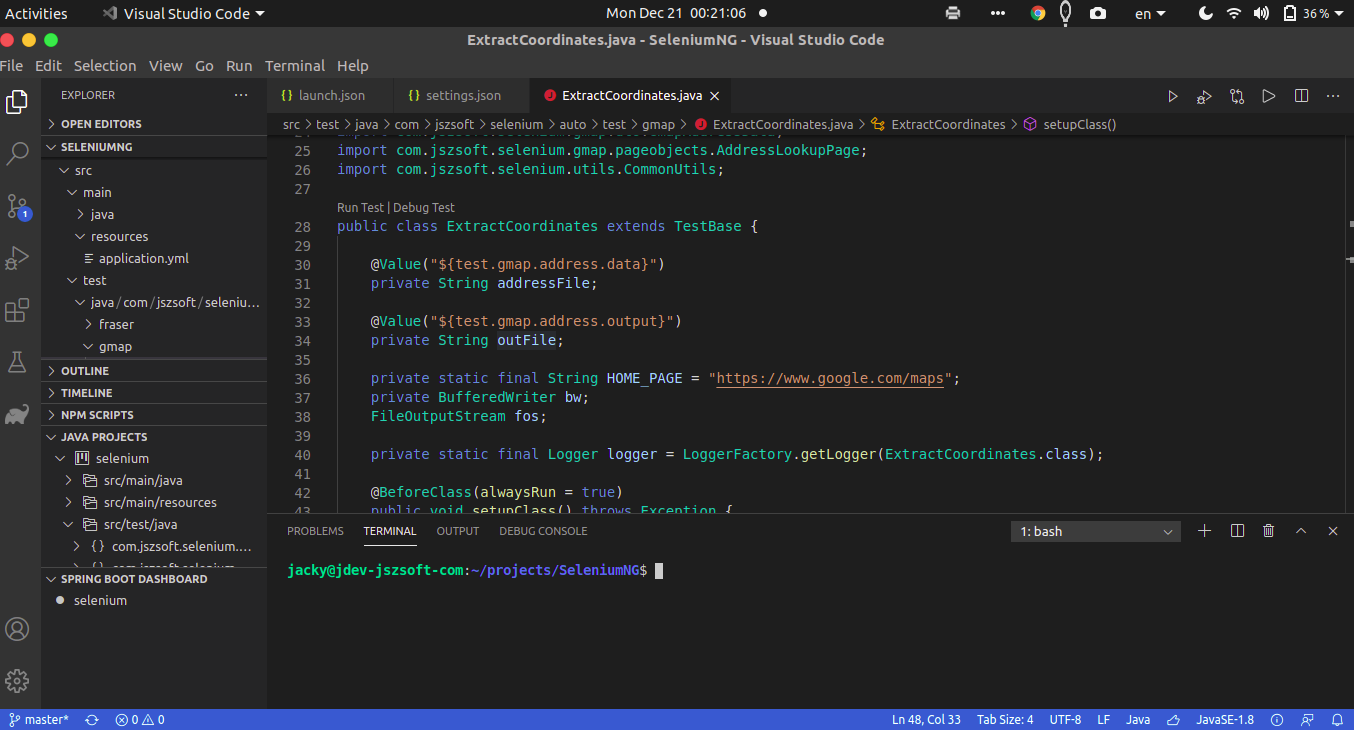 Activities Visual Studio Code Mon Dec 21 00:21:06 en 36 %
ExtractCoordinates.java - SeleniumNG - Visual Studio Code
File Edit Selection View Go Run Terminal Help
EXPLORER ···
OPEN EDITORS
SELENIUMNG
src
main
java
resources
application.yml
test
java/com/jszsoft/seleniu...
fraser
gmap
OUTLINE
TIMELINE
NPM SCRIPTS
JAVA PROJECTS
selenium
src/main/java
src/main/resources
src/test/java
{} com.jszsoft.selenium....
SPRING BOOT DASHBOARD
selenium
1
{} launch.json {} settings.json ExtractCoordinates.java
src > test > java > com > jszsoft > selenium > auto > test > gmap > ExtractCoordinates.java > ExtractCoordinates > setupClass()
25 import com.jszsoft.selenium.gmap.pageobjects.AddressLookupPage;
26 import com.jszsoft.selenium.utils.CommonUtils;
27
Run Test | Debug Test
28 public class ExtractCoordinates extends TestBase {
29
30 @Value("${test.gmap.address.data}")
31 private String addressFile;
32
33 @Value("${test.gmap.address.output}")
34 private String outFile;
35
36 private static final String HOME_PAGE = "https://www.google.com/maps";
37 private BufferedWriter bw;
38 FileOutputStream fos;
39
40 private static final Logger logger = LoggerFactory.getLogger(ExtractCoordinates.class);
41
42 @BeforeClass(alwaysRun = true)
43 public void setupClass() throws Exception {
PROBLEMS TERMINAL OUTPUT DEBUG CONSOLE 1: bash
jacky@jdev-jszsoft-com:~/projects/SeleniumNG$
master* 0 0 Ln 48, Col 33 Tab Size: 4 UTF-8 LF Java JavaSE-1.8